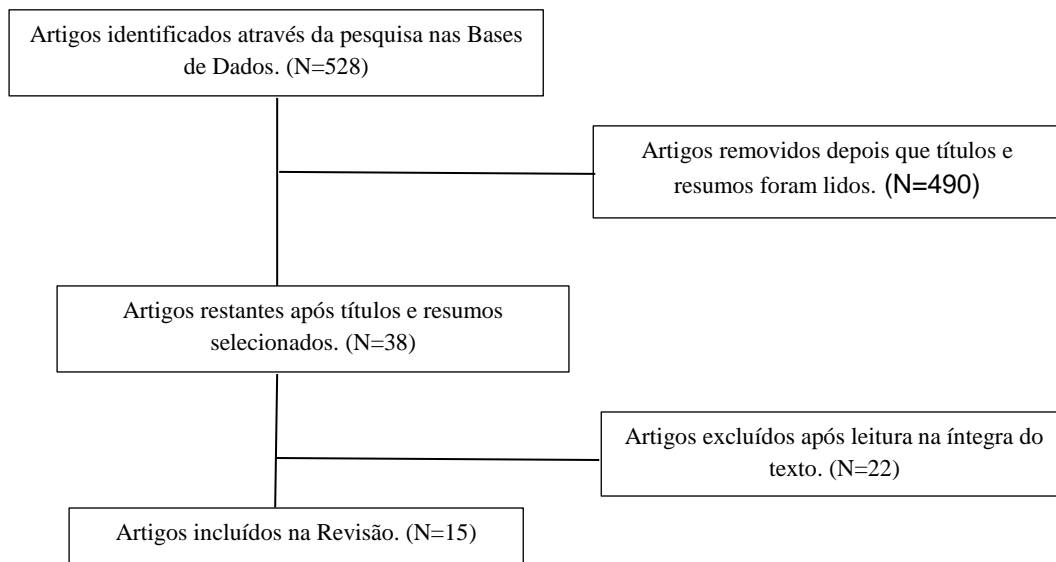 Artigos identificados através da pesquisa nas Bases
de Dados. (N=528)
Artigos removidos depois que títulos e
resumos foram lidos. (N=490)
Artigos restantes após títulos e resumos
selecionados. (N=38)
Artigos excluídos após leitura na íntegra do
texto. (N=22)
Artigos incluídos na Revisão. (N=15)